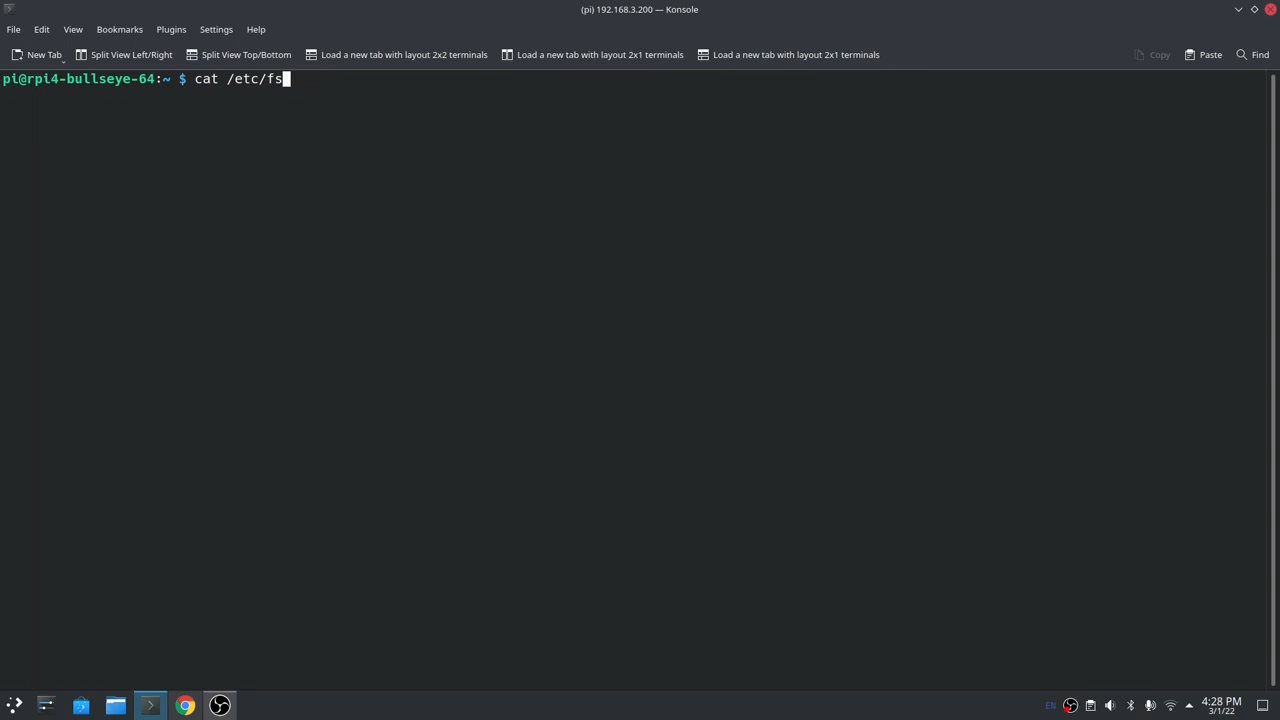 (pi) 192.168.3.200 — Konsole
File Edit View Bookmarks Plugins Settings Help
New Tab Split View Left/Right Split View Top/Bottom Load a new tab with layout 2x2 terminals Load a new tab with layout 2x1 terminals Load a new tab with layout 2x1 terminals Copy Paste Find
pi@rpi4-bullseye-64:~ $ cat /etc/fs
EN 4:28 PM
3/1/22